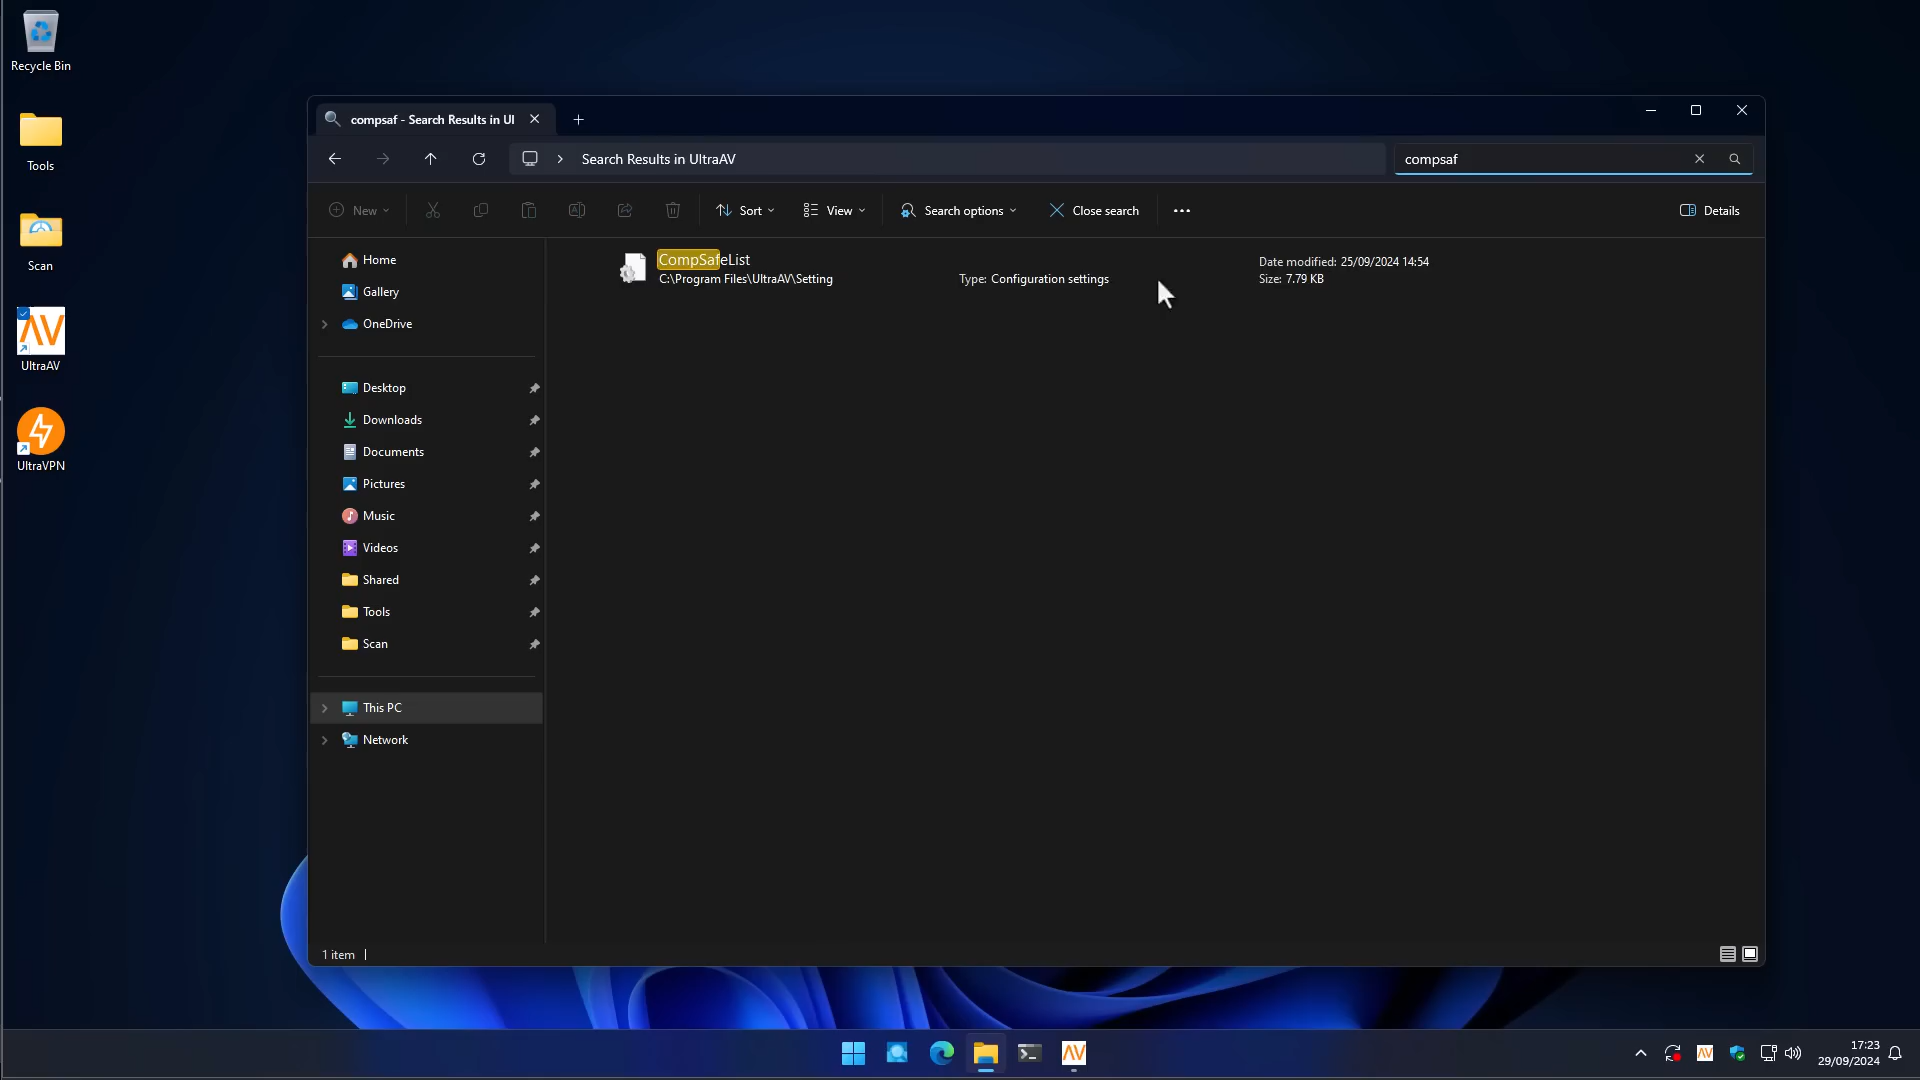 Recycle Bin
Tools
Scan
UltraAV
UltraVPN
compsaf - Search Results in Ul
Search Results in UltraAV
compsaf
New
Sort
View
Search options
Close search
Details
Home
Gallery
OneDrive
Desktop
Downloads
Documents
Pictures
Music
Videos
Shared
Tools
Scan
This PC
Network
CompSafeList
C:\Program Files\UltraAV\Setting
Type: Configuration settings
Date modified: 25/09/2024 14:54
Size: 7.79 KB
1 item
17:23
29/09/2024